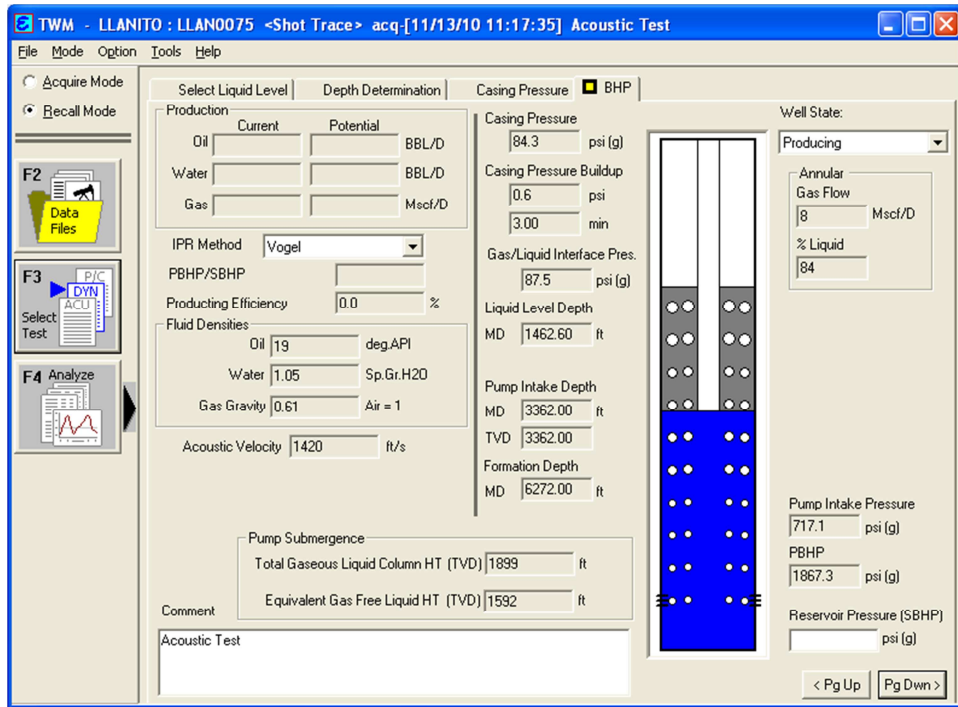 TWM - LLANITO : LLAN0075 <Shot Trace> acq-[11/13/10 11:17:35] Acoustic Test
File Mode Option Tools Help
Acquire Mode
Recall Mode
F2
Data
Files
F3
P/C
DYN
ACU
Select
Test
F4 Analyze
Select Liquid Level
Depth Determination
Casing Pressure
BHP
Production
Current Potential
Oil BBL/D
Water BBL/D
Gas Mscf/D
IPR Method Vogel
PBHP/SBHP
Producting Efficiency 0.0 %
Fluid Densities
Oil 19 deg.API
Water 1.05 Sp.Gr.H2O
Gas Gravity 0.61 Air = 1
Acoustic Velocity 1420 ft/s
Casing Pressure
84.3 psi (g)
Casing Pressure Buildup
0.6 psi
3.00 min
Gas/Liquid Interface Pres.
87.5 psi (g)
Liquid Level Depth
MD 1462.60 ft
Pump Intake Depth
MD 3362.00 ft
TVD 3362.00
Formation Depth
MD 6272.00 ft
Pump Submergence
Total Gaseous Liquid Column HT (TVD) 1899 ft
Equivalent Gas Free Liquid HT (TVD) 1592 ft
Comment
Acoustic Test
Well State:
Producing
Annular
Gas Flow
8 Mscf/D
% Liquid
84
Pump Intake Pressure
717.1 psi (g)
PBHP
1867.3 psi (g)
Reservoir Pressure (SBHP)
psi (g)
< Pg Up Pg Dwn >